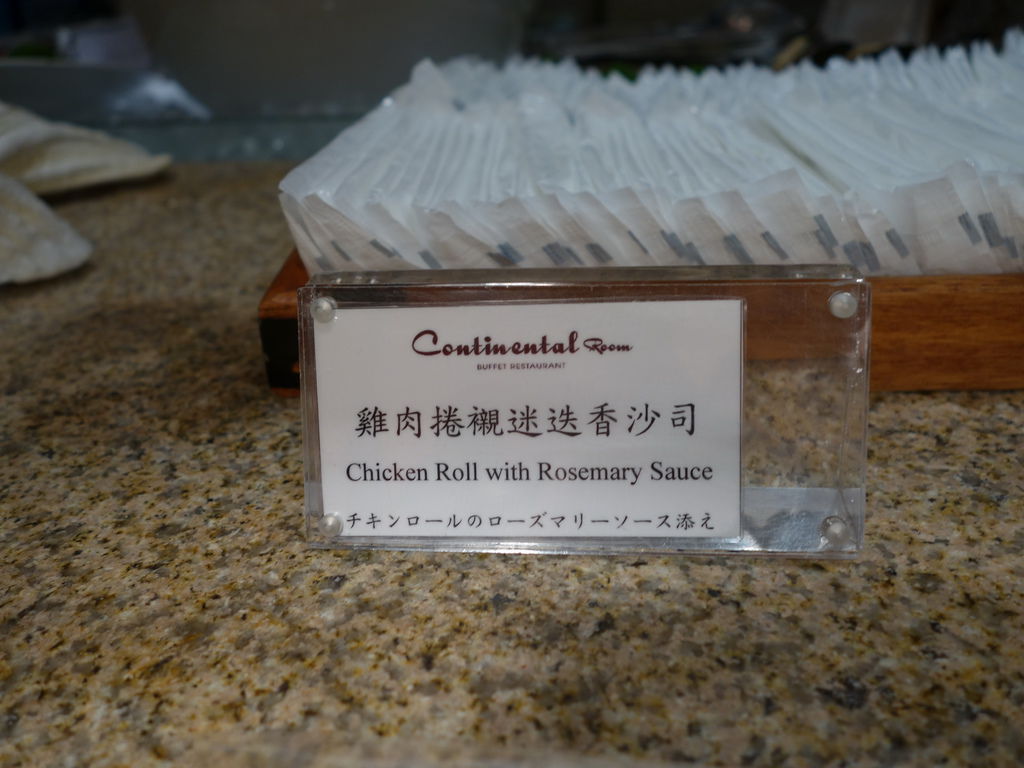 Continental Room
BUFFET RESTAURANT
雞肉捲襯迷迭香沙司
Chicken Roll with Rosemary Sauce
チキンロールのローズマリーソース添え